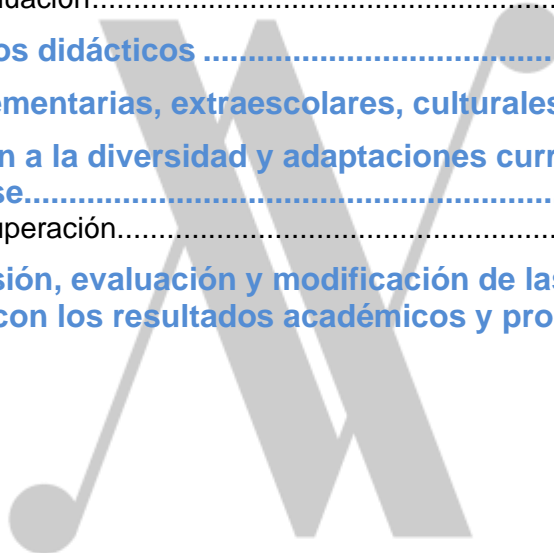 uación..................................................
os didácticos ......................................
ementarias, extraescolares, culturales
n a la diversidad y adaptaciones curr
se.........................................................
uperación..............................................
sión, evaluación y modificación de las
con los resultados académicos y pro